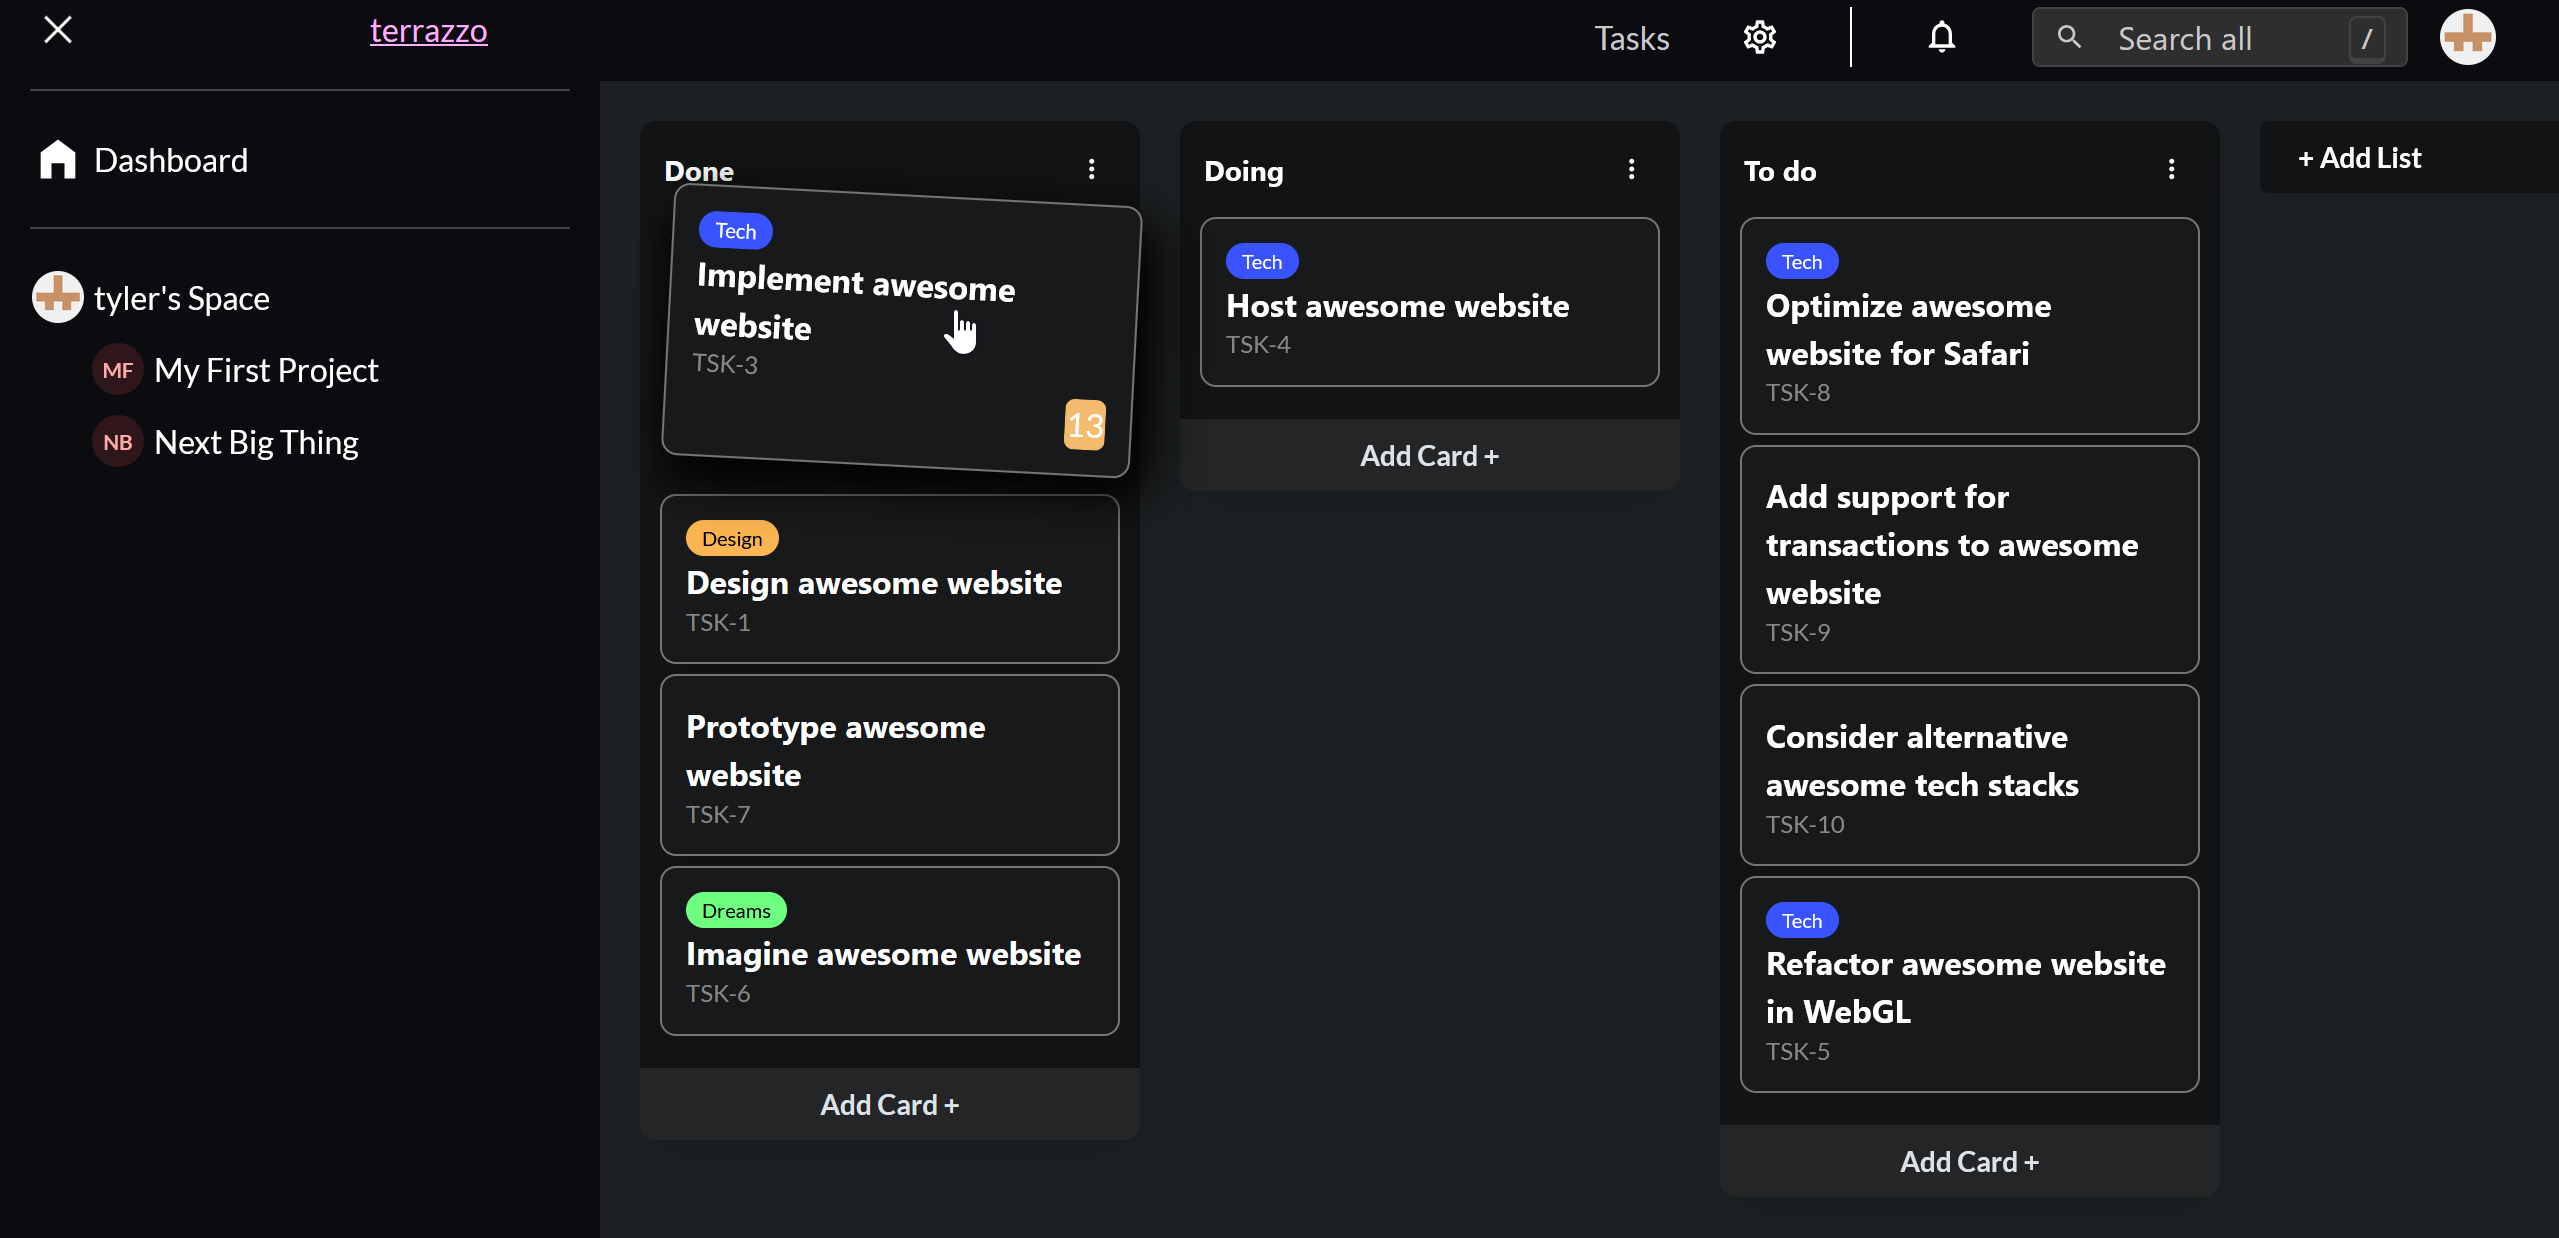 terrazzo
Tasks
Search all
/
Dashboard
tyler's Space
MF My First Project
NB Next Big Thing
Done
Tech
Implement awesome
website
TSK-3
13
Design
Design awesome website
TSK-1
Prototype awesome
website
TSK-7
Dreams
Imagine awesome website
TSK-6
Add Card +
Doing
Tech
Host awesome website
TSK-4
Add Card +
To do
Tech
Optimize awesome
website for Safari
TSK-8
Add support for
transactions to awesome
website
TSK-9
Consider alternative
awesome tech stacks
TSK-10
Tech
Refactor awesome website
in WebGL
TSK-5
Add Card +
+ Add List